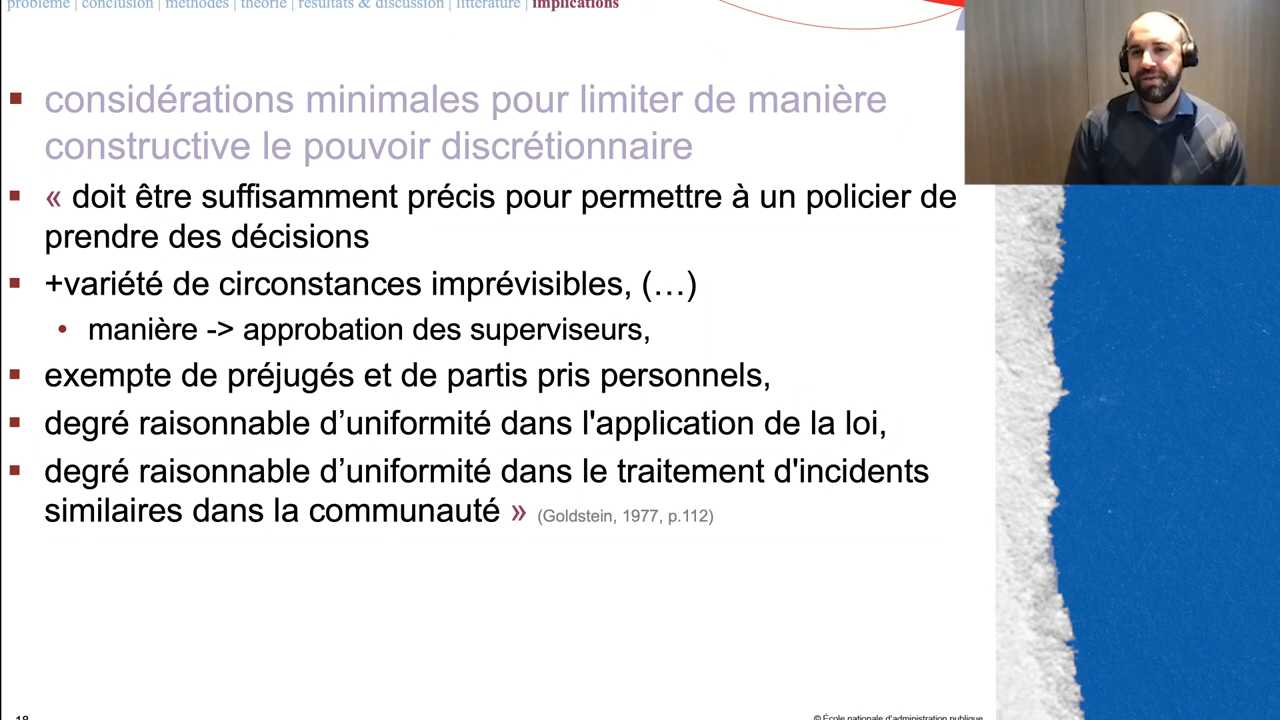 problème | conclusion | méthodes | théorie | résultats & discussion | littérature | implications
▪ considérations minimales pour limiter de manière
constructive le pouvoir discrétionnaire
▪ « doit être suffisamment précis pour permettre à un policier de
prendre des décisions
▪ +variété de circonstances imprévisibles, (…)
• manière -> approbation des superviseurs,
▪ exempte de préjugés et de partis pris personnels,
▪ degré raisonnable d’uniformité dans l'application de la loi,
▪ degré raisonnable d’uniformité dans le traitement d'incidents
similaires dans la communauté » (Goldstein, 1977, p.112)
18
© École nationale d’administration publique